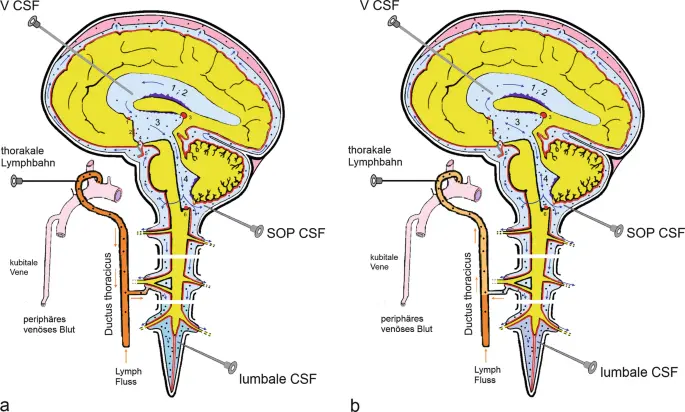 V CSF
1, 2
3
4
thorakale
Lymphbahn
SOP CSF
kubitale
Vene
Ductus thoracicus
periphäres
venöses Blut
Lymph
Fluss
lumbale CSF
a
V CSF
1, 2
3
4
thorakale
Lymphbahn
SOP CSF
kubitale
Vene
Ductus thoracicus
periphäres
venöses Blut
Lymph
Fluss
lumbale CSF
b